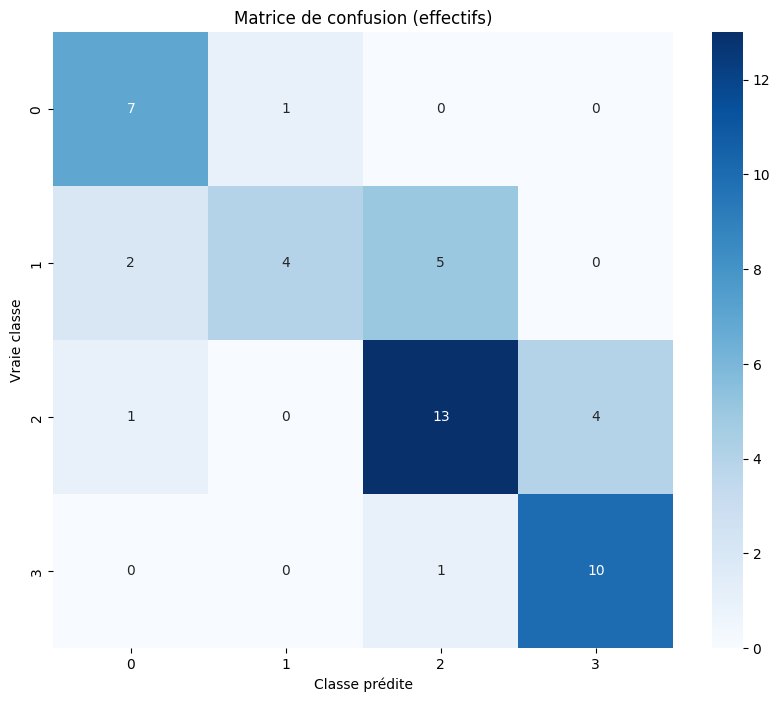 Matrice de confusion (effectifs)
0 7 1 0 0
1 2 4 5 0
2 1 0 13 4
3 0 0 1 10
0 1 2 3
Classe prédite
Vraie classe
12
10
8
6
4
2
0